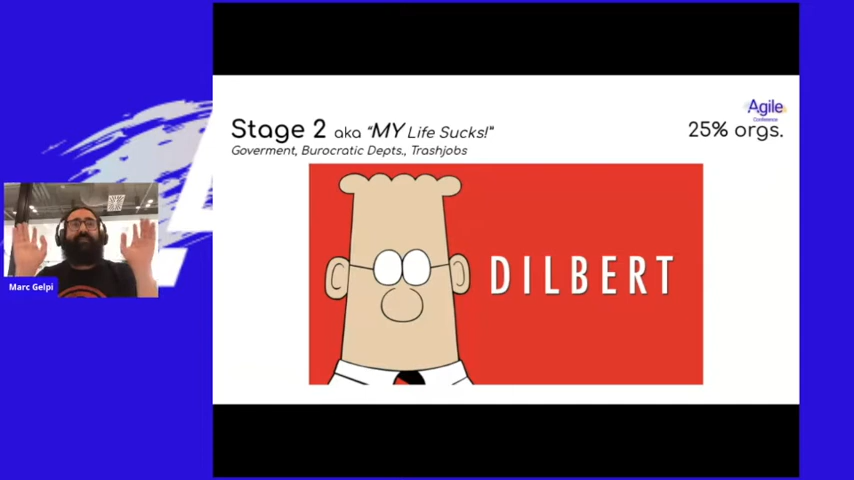 Agile
Conference
Stage 2 aka "MY Life Sucks!"
25% orgs.
Goverment, Burocratic Depts., Trashjobs
DILBERT
Marc Gelpi